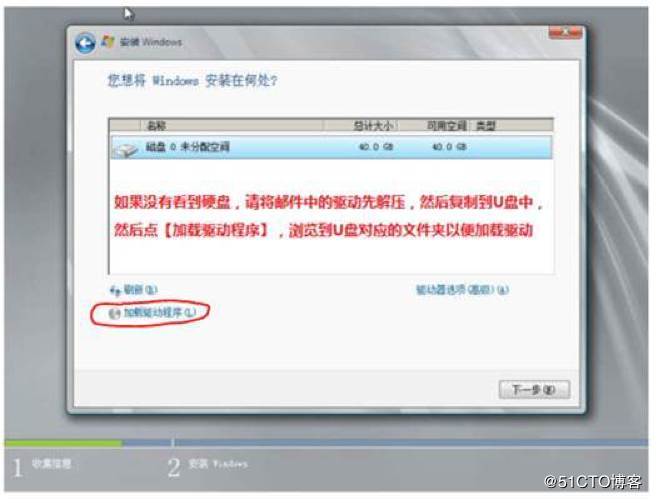 安装 Windows
您想将 Windows 安装在何处?
名称 总计大小 可用空间 类型
磁盘 0 未分配空间 40.0 GB 40.0 GB
如果没有看到硬盘，请将邮件中的驱动先解压，然后复制到U盘中，
然后点【加载驱动程序】，浏览到U盘对应的文件夹以便加载驱动
刷新(R) 驱动器选项(高级)(A)
加载驱动程序(L)
下一步(N)
1 收集信息 2 安装 Windows
@51CTO博客